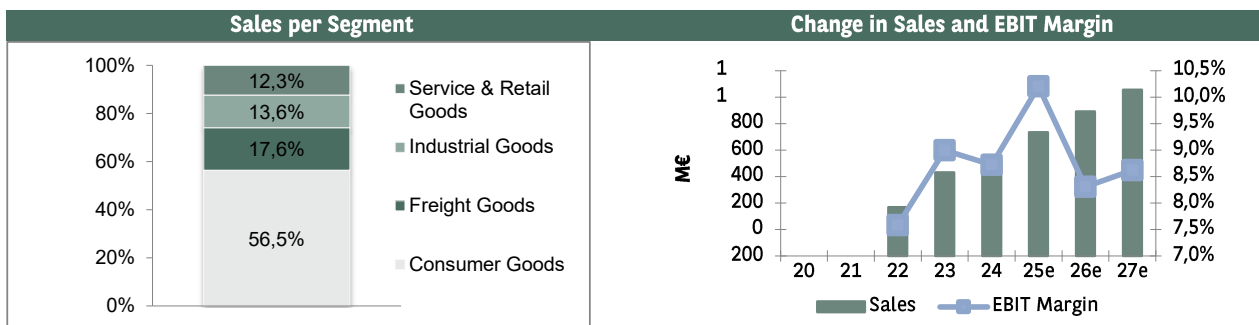 Sales per Segment
100%
80%
60%
40%
20%
0%
12,3%
13,6%
17,6%
56,5%
Service & Retail
Goods
Industrial Goods
Freight Goods
Consumer Goods
Change in Sales and EBIT Margin
M€
1
1
800
600
400
200
0
200
10,5%
10,0%
9,5%
9,0%
8,5%
8,0%
7,5%
7,0%
20 21 22 23 24 25e 26e 27e
Sales EBIT Margin